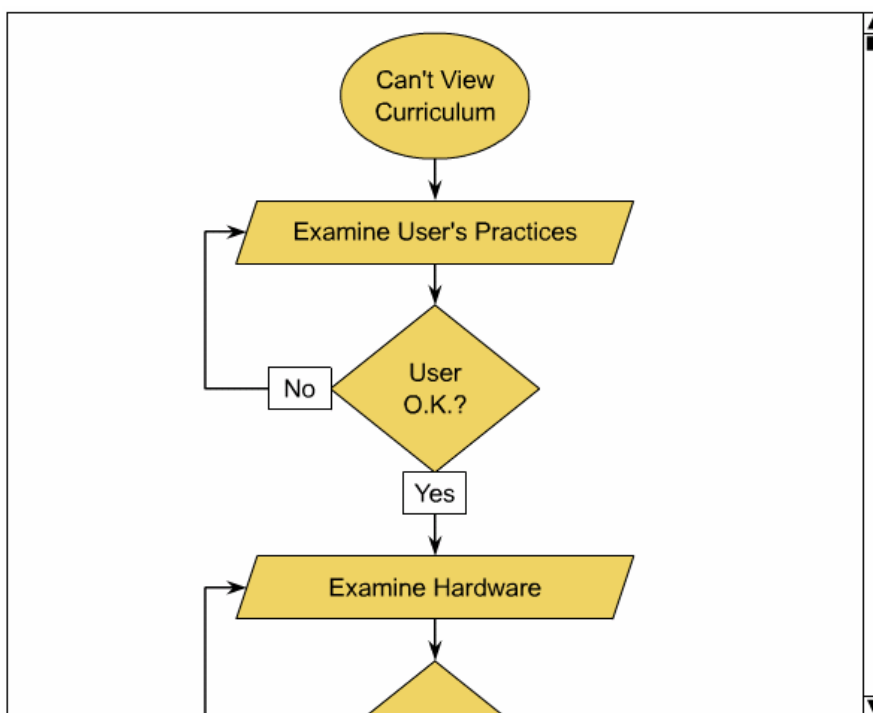 Can't View
Curriculum
Examine User's Practices
User
O.K.?
No
Yes
Examine Hardware